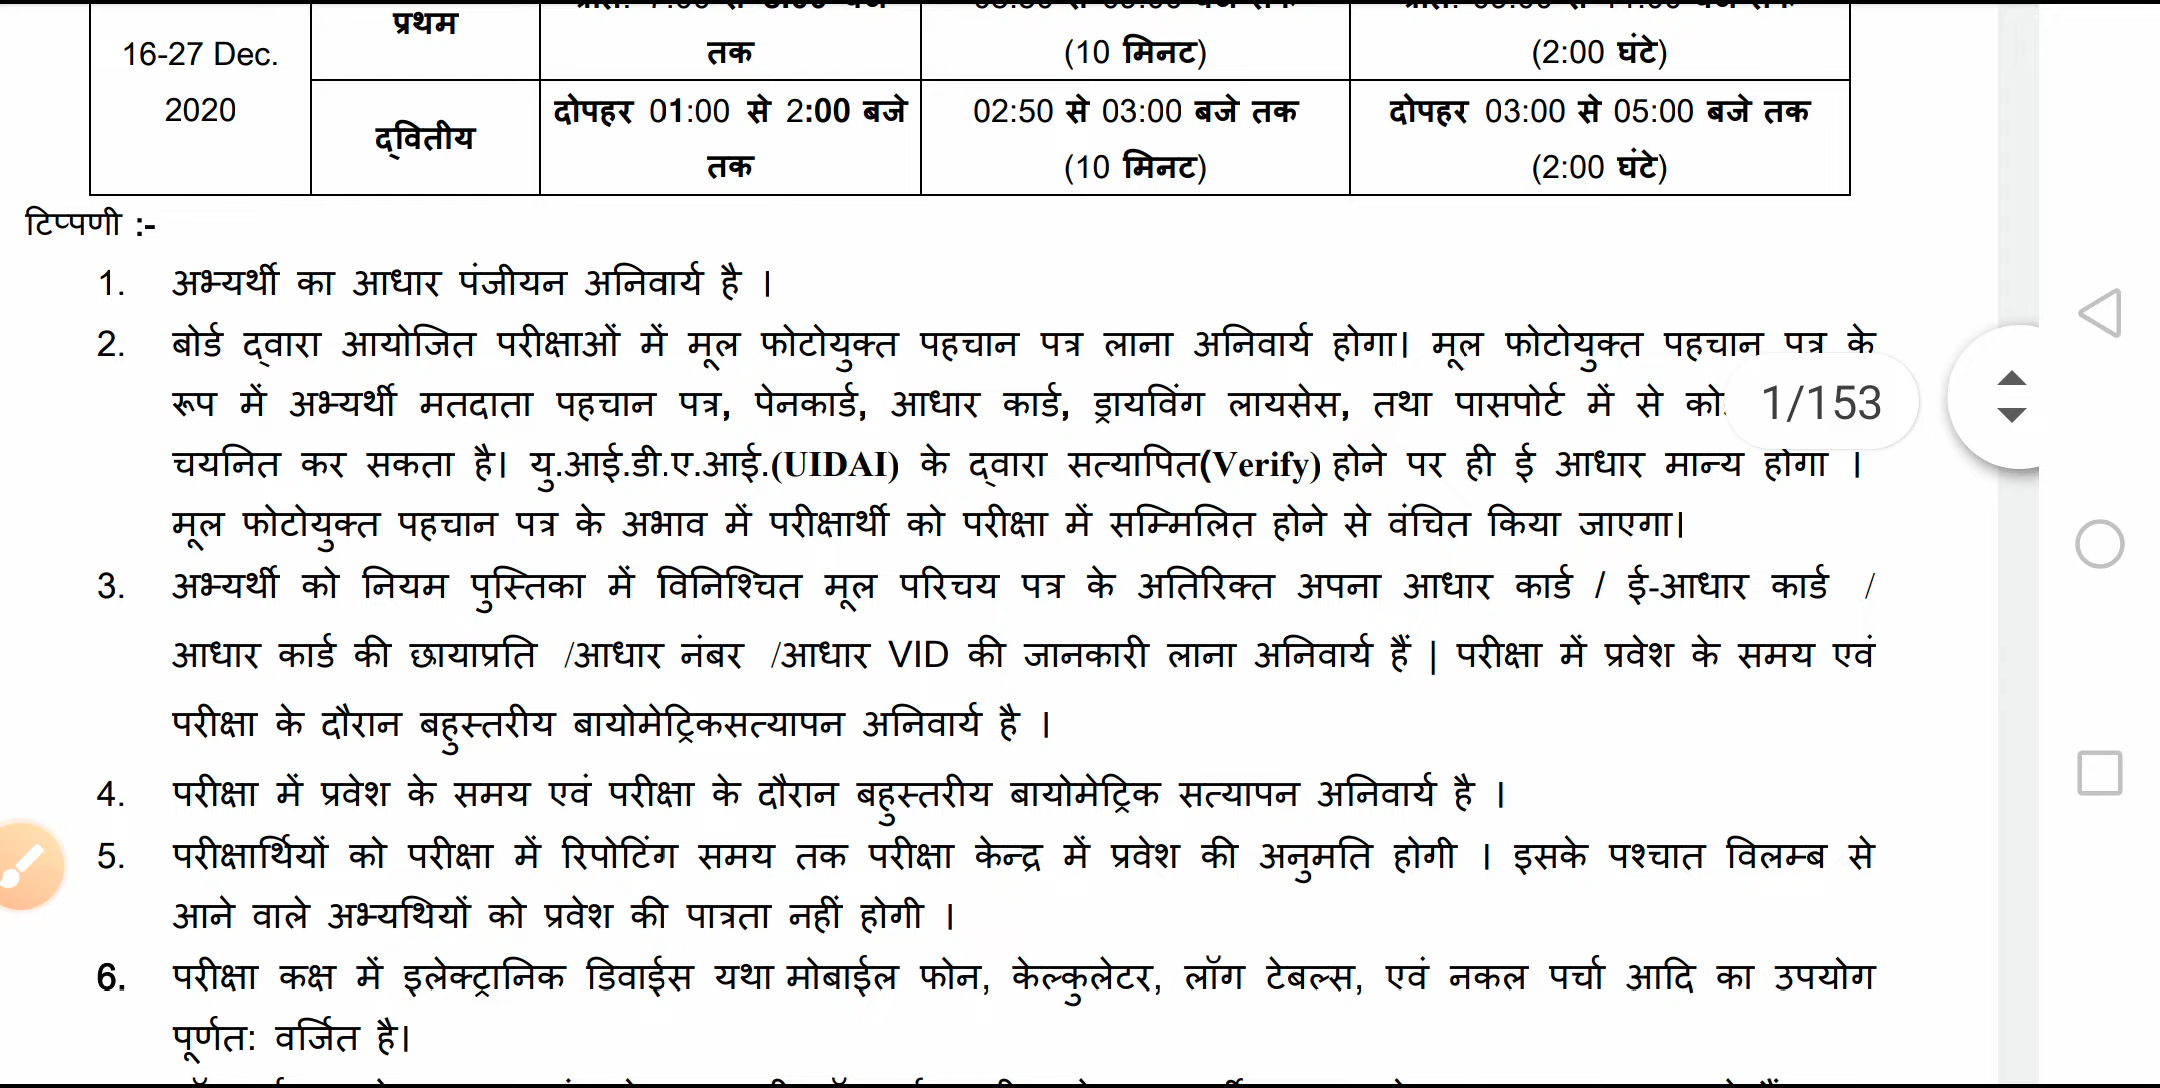 प्रथम
16-27 Dec.
2020
तक
(10 मिनट)
(2:00 घंटे)
द्वितीय
दोपहर 01:00 से 2:00 बजे
तक
02:50 से 03:00 बजे तक
(10 मिनट)
दोपहर 03:00 से 05:00 बजे तक
(2:00 घंटे)
टिप्पणी :-
1. अभ्यर्थी का आधार पंजीयन अनिवार्य है ।
2. बोर्ड द्वारा आयोजित परीक्षाओं में मूल फोटोयुक्त पहचान पत्र लाना अनिवार्य होगा। मूल फोटोयुक्त पहचान पत्र के
रूप में अभ्यर्थी मतदाता पहचान पत्र, पेनकार्ड, आधार कार्ड, ड्रायविंग लायसेस, तथा पासपोर्ट में से
1/153
चयनित कर सकता है। यु.आई.डी.ए.आई.(UIDAI) के द्वारा सत्यापित(Verify) होने पर ही ई आधार मान्य होगा ।
मूल फोटोयुक्त पहचान पत्र के अभाव में परीक्षार्थी को परीक्षा में सम्मिलित होने से वंचित किया जाएगा।
3. अभ्यर्थी को नियम पुस्तिका में विनिश्चित मूल परिचय पत्र के अतिरिक्त अपना आधार कार्ड / ई-आधार कार्ड /
आधार कार्ड की छायाप्रति /आधार नंबर /आधार VID की जानकारी लाना अनिवार्य हैं | परीक्षा में प्रवेश के समय एवं
परीक्षा के दौरान बहुस्तरीय बायोमेट्रिकसत्यापन अनिवार्य है ।
4. परीक्षा में प्रवेश के समय एवं परीक्षा के दौरान बहुस्तरीय बायोमेट्रिक सत्यापन अनिवार्य है ।
5. परीक्षार्थियों को परीक्षा में रिपोटिंग समय तक परीक्षा केन्द्र में प्रवेश की अनुमति होगी । इसके पश्चात विलम्ब से
आने वाले अभ्यथियों को प्रवेश की पात्रता नहीं होगी ।
6. परीक्षा कक्ष में इलेक्ट्रानिक डिवाईस यथा मोबाईल फोन, केल्कुलेटर, लॉग टेबल्स, एवं नकल पर्चा आदि का उपयोग
पूर्णत: वर्जित है।